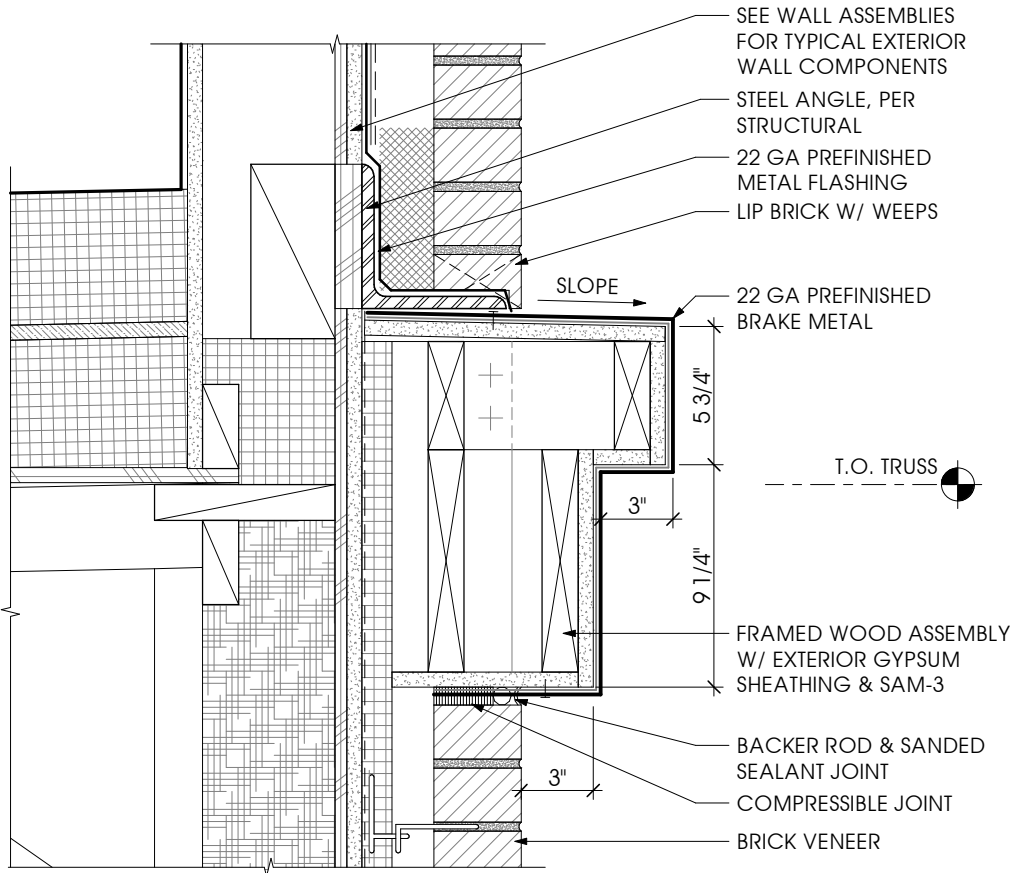 SEE WALL ASSEMBLIES
FOR TYPICAL EXTERIOR
WALL COMPONENTS
STEEL ANGLE, PER
STRUCTURAL
22 GA PREFINISHED
METAL FLASHING
LIP BRICK W/ WEEPS
SLOPE
22 GA PREFINISHED
BRAKE METAL
5 3/4"
T.O. TRUSS
3"
9 1/4"
FRAMED WOOD ASSEMBLY
W/ EXTERIOR GYPSUM
SHEATHING & SAM-3
BACKER ROD & SANDED
SEALANT JOINT
3"
COMPRESSIBLE JOINT
BRICK VENEER